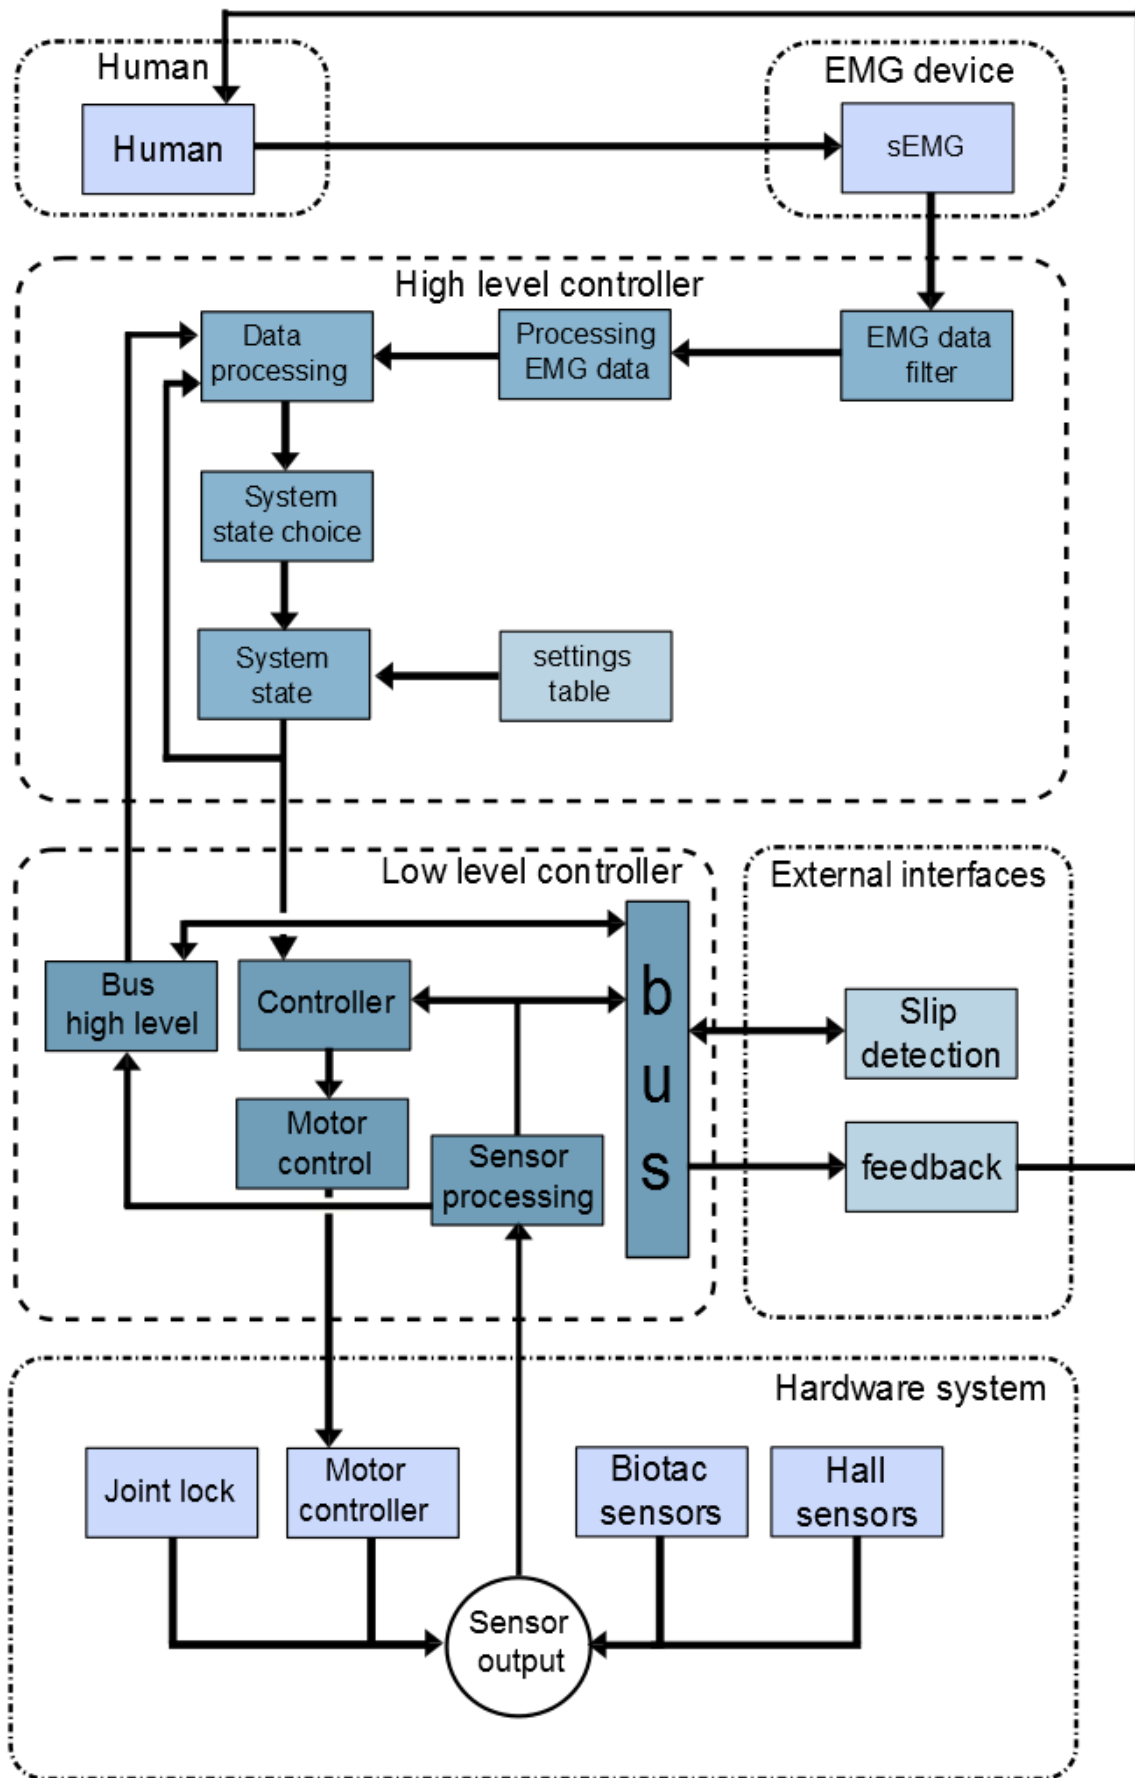 Human
EMG device
Human
sEMG
High level controller
Data
processing
Processing
EMG data
EMG data
filter
System
state choice
System
state
settings
table
Low level controller
External interfaces
Bus
high level
Controller
b
u
s
Slip
detection
Motor
control
Sensor
processing
feedback
Hardware system
Joint lock
Motor
controller
Biotac
sensors
Hall
sensors
Sensor
output